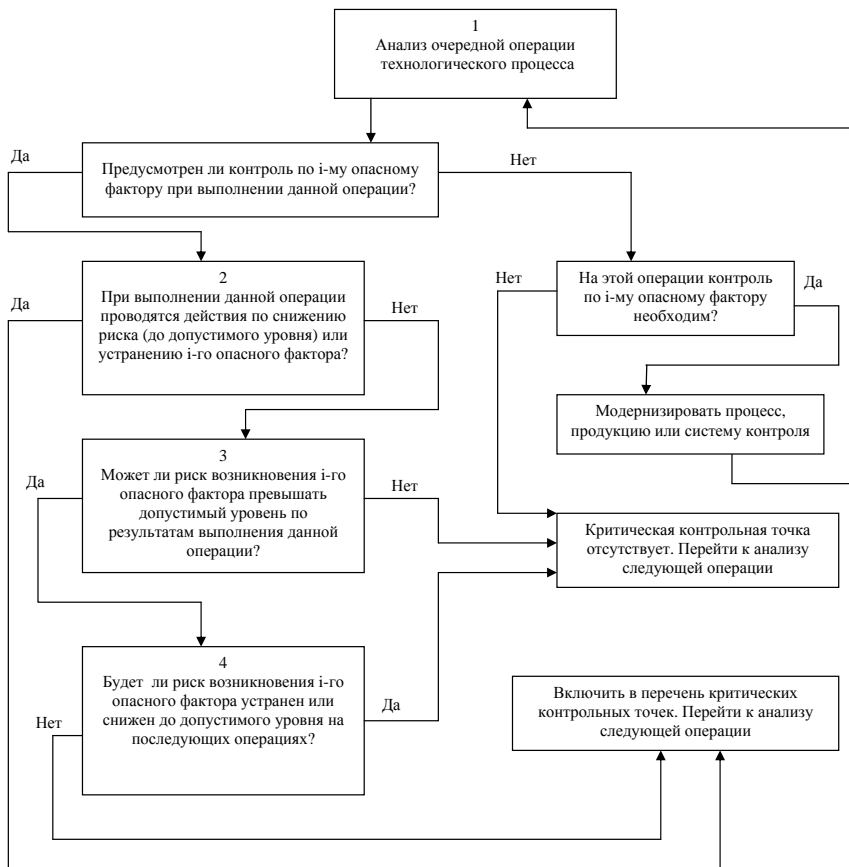 1
Анализ очередной операции
технологического процесса
Да
Предусмотрен ли контроль по i-му опасному
фактору при выполнении данной операции?
Нет
Да
2
При выполнении данной операции
проводятся действия по снижению
риска (до допустимого уровня) или
устранению i-го опасного фактора?
Нет
Нет
На этой операции контроль
по i-му опасному фактору
необходим?
Да
Модернизировать процесс,
продукцию или систему контроля
Да
3
Может ли риск возникновения i-го
опасного фактора превышать
допустимый уровень по
результатам выполнения данной
операции?
Нет
Критическая контрольная точка
отсутствует. Перейти к анализу
следующей операции
Нет
4
Будет ли риск возникновения i-го
опасного фактора устранен или
снижен до допустимого уровня на
последующих операциях?
Да
Включить в перечень критических
контрольных точек. Перейти к анализу
следующей операции